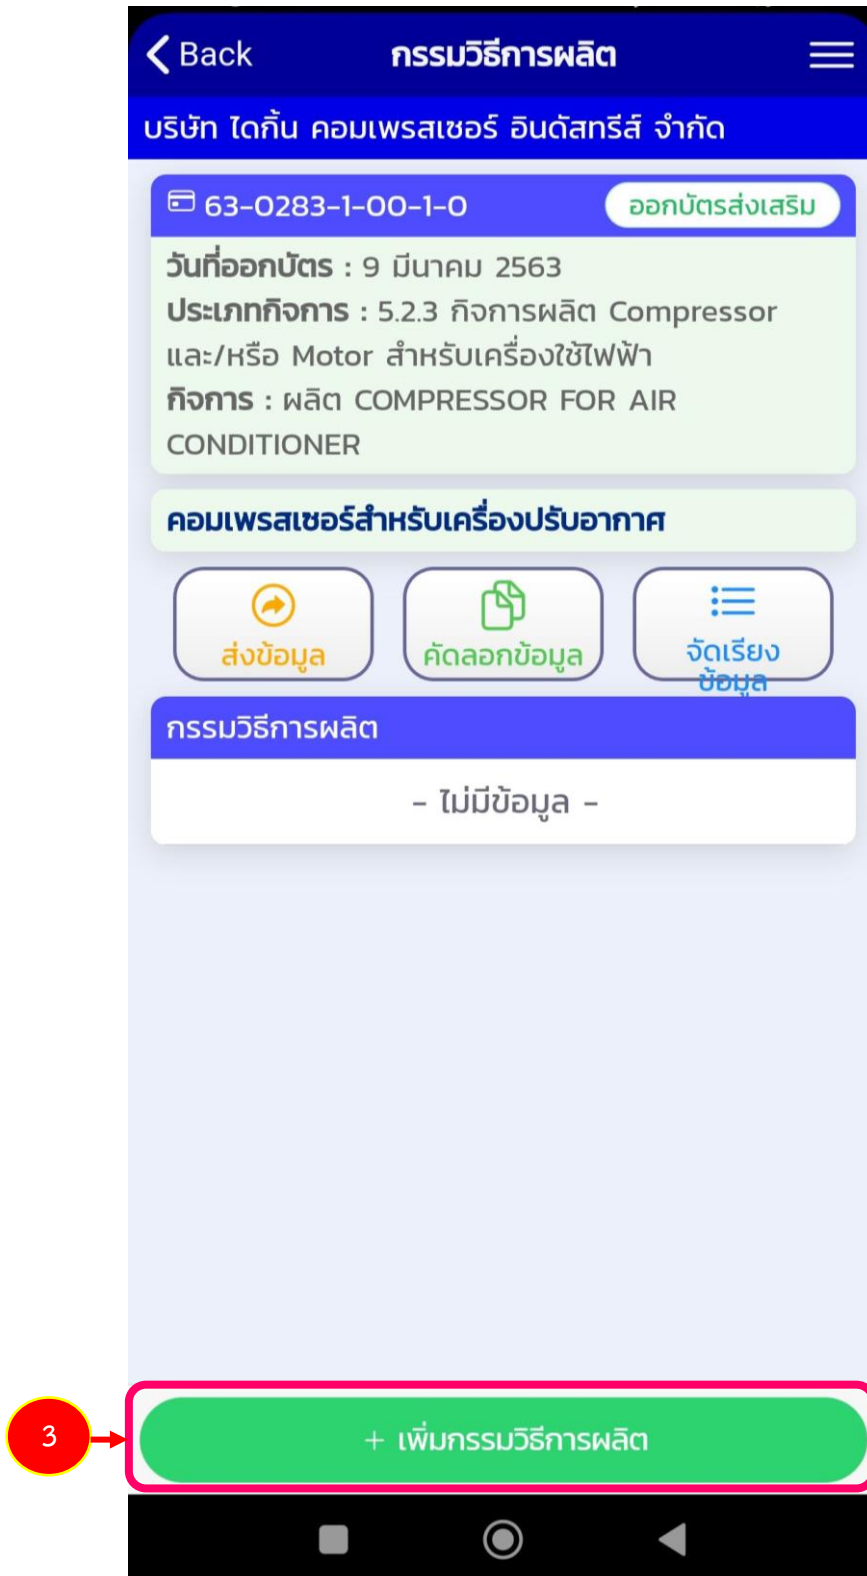 Back กรรมวิธีการผลิต
บริษัท ไดกิ้น คอมเพรสเซอร์ อินดัสทรีส์ จำกัด
63-0283-1-00-1-0 ออกบัตรส่งเสริม
วันที่ออกบัตร : 9 มีนาคม 2563
ประเภทกิจการ : 5.2.3 กิจการผลิต Compressor
และ/หรือ Motor สำหรับเครื่องใช้ไฟฟ้า
กิจการ : ผลิต COMPRESSOR FOR AIR
CONDITIONER
คอมเพรสเซอร์สำหรับเครื่องปรับอากาศ
ส่งข้อมูล คัดลอกข้อมูล จัดเรียง
ข้อมูล
กรรมวิธีการผลิต
- ไม่มีข้อมูล -
3 + เพิ่มกรรมวิธีการผลิต